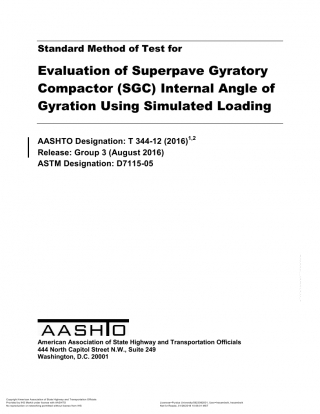 Standard Method of Test for
Evaluation of Superpave Gyratory
Compactor (SGC) Internal Angle of
Gyration Using Simulated Loading
AASHTO Designation: T 344-12 (2016)1,2
Release: Group 3 (August 2016)
ASTM Designation: D7115-05
AASHTO
American Association of State Highway and Transportation Officials
444 North Capitol Street N.W., Suite 249
Washington, D.C. 20001